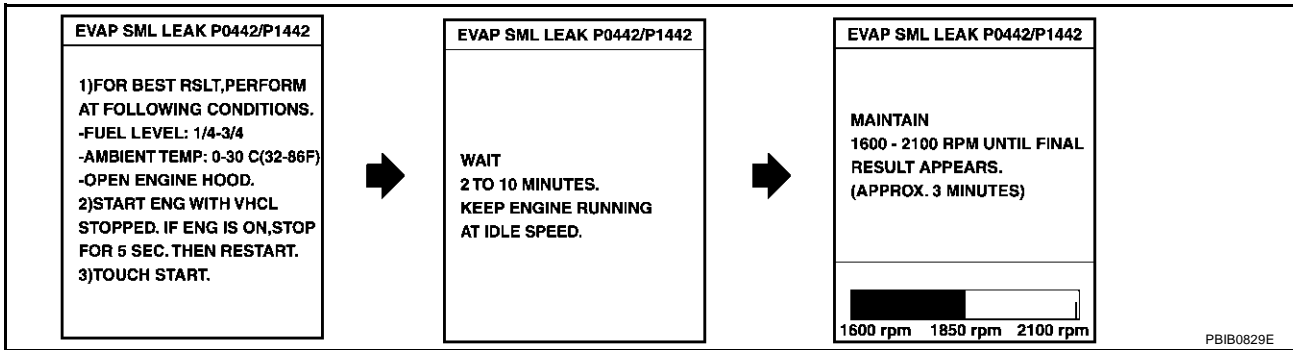 EVAP SML LEAK P0442/P1442
1)FOR BEST RSLT,PERFORM
AT FOLLOWING CONDITIONS.
-FUEL LEVEL: 1/4-3/4
-AMBIENT TEMP: 0-30 C(32-86F)
-OPEN ENGINE HOOD.
2)START ENG WITH VHCL
STOPPED. IF ENG IS ON,STOP
FOR 5 SEC. THEN RESTART.
3)TOUCH START.
EVAP SML LEAK P0442/P1442
WAIT
2 TO 10 MINUTES.
KEEP ENGINE RUNNING
AT IDLE SPEED.
EVAP SML LEAK P0442/P1442
MAINTAIN
1600 - 2100 RPM UNTIL FINAL
RESULT APPEARS.
(APPROX. 3 MINUTES)
1600 rpm 1850 rpm 2100 rpm
PBIB0829E